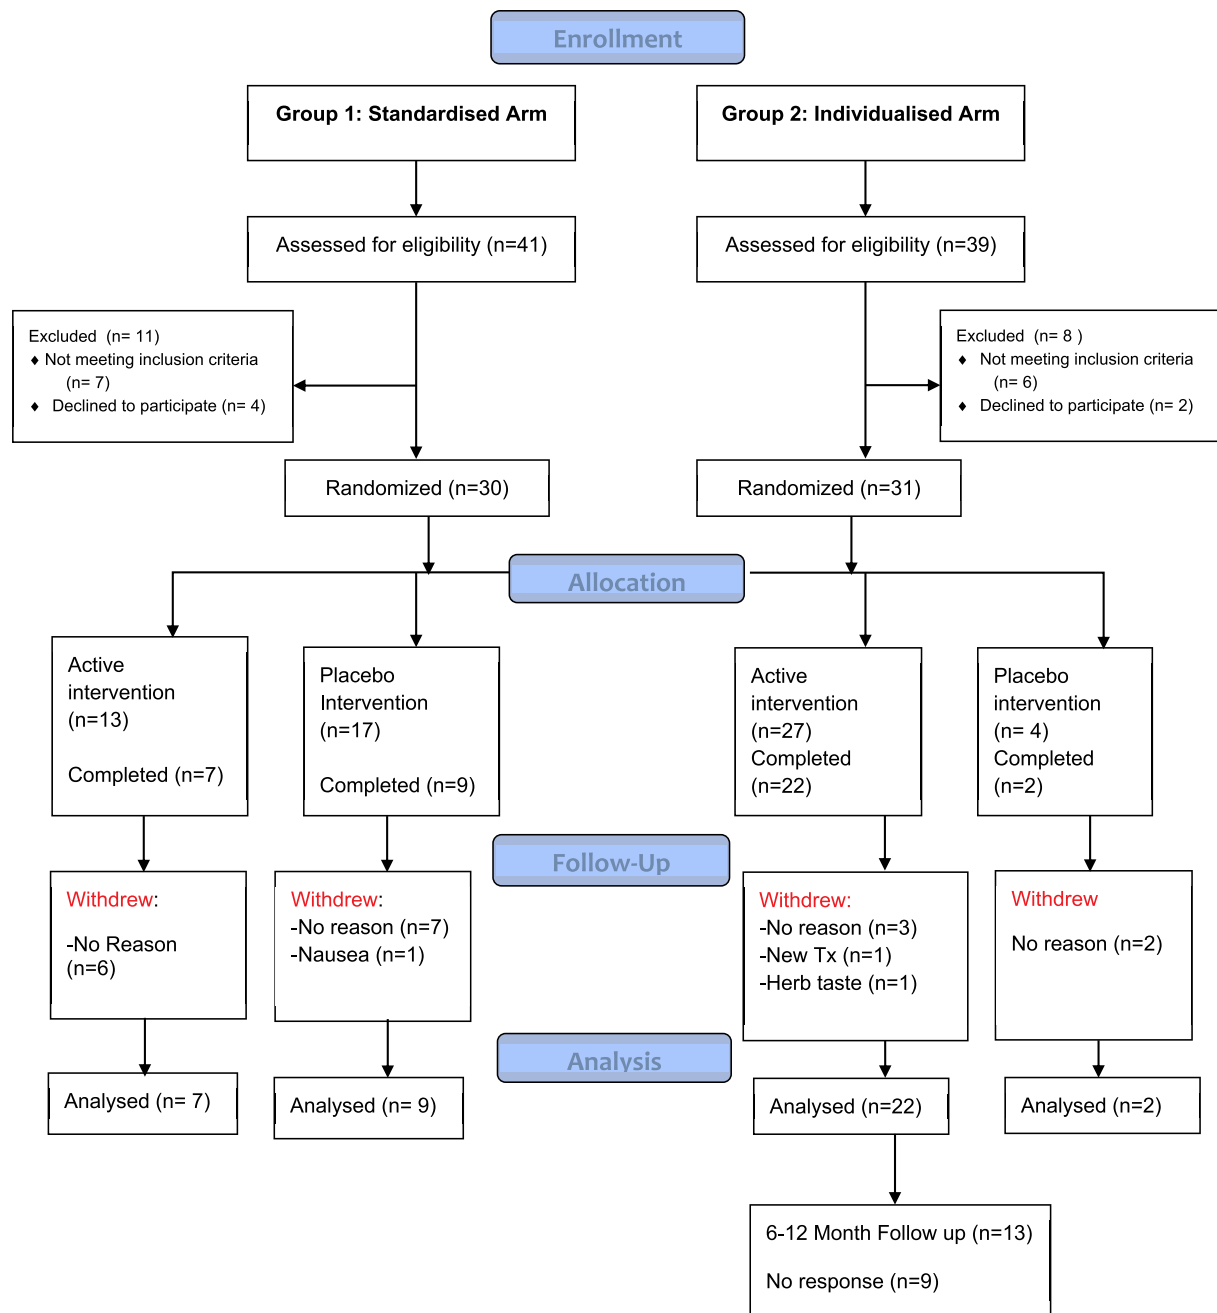 Enrollment
Group 1: Standardised Arm
Group 2: Individualised Arm
Assessed for eligibility (n=41)
Assessed for eligibility (n=39)
Excluded  (n= 11)
♦ Not meeting inclusion criteria
(n= 7)
♦ Declined to participate (n= 4)
Excluded  (n= 8 )
♦ Not meeting inclusion criteria
(n= 6)
♦ Declined to participate (n= 2)
Randomized (n=30)
Randomized (n=31)
Allocation
Active
intervention
(n=13)
Completed (n=7)
Placebo
Intervention
(n=17)
Completed (n=9)
Active
intervention
(n=27)
Completed
(n=22)
Placebo
intervention
(n= 4)
Completed
(n=2)
Follow-Up
Withdrew:
-No Reason
(n=6)
Withdrew:
-No reason (n=7)
-Nausea (n=1)
Withdrew:
-No reason (n=3)
-New Tx (n=1)
-Herb taste (n=1)
Withdrew
No reason (n=2)
Analysis
Analysed (n= 7)
Analysed (n= 9)
Analysed (n=22)
Analysed (n=2)
6-12 Month Follow up (n=13)
No response (n=9)